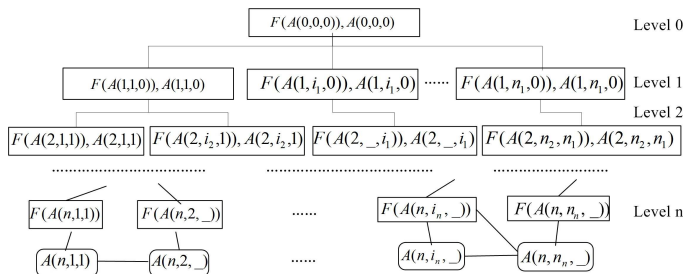 F(A(0,0,0)), A(0,0,0) Level 0
F(A(1,1,0)), A(1,1,0) F(A(1,i₁,0)), A(1,i₁,0) ...... F(A(1,n₁,0)), A(1,n₁,0) Level 1
Level 2
F(A(2,1,1)), A(2,1,1) F(A(2,i₂,1)), A(2,i₂,1) F(A(2,_,i₁)), A(2,_,i₁) F(A(2,n₂,n₁)), A(2,n₂,n₁)
F(A(n,1,1)) F(A(n,2,_)) ...... F(A(n,iₙ,_)) F(A(n,nₙ,_)) Level n
A(n,1,1) A(n,2,_) ...... A(n,iₙ,_) A(n,nₙ,_)